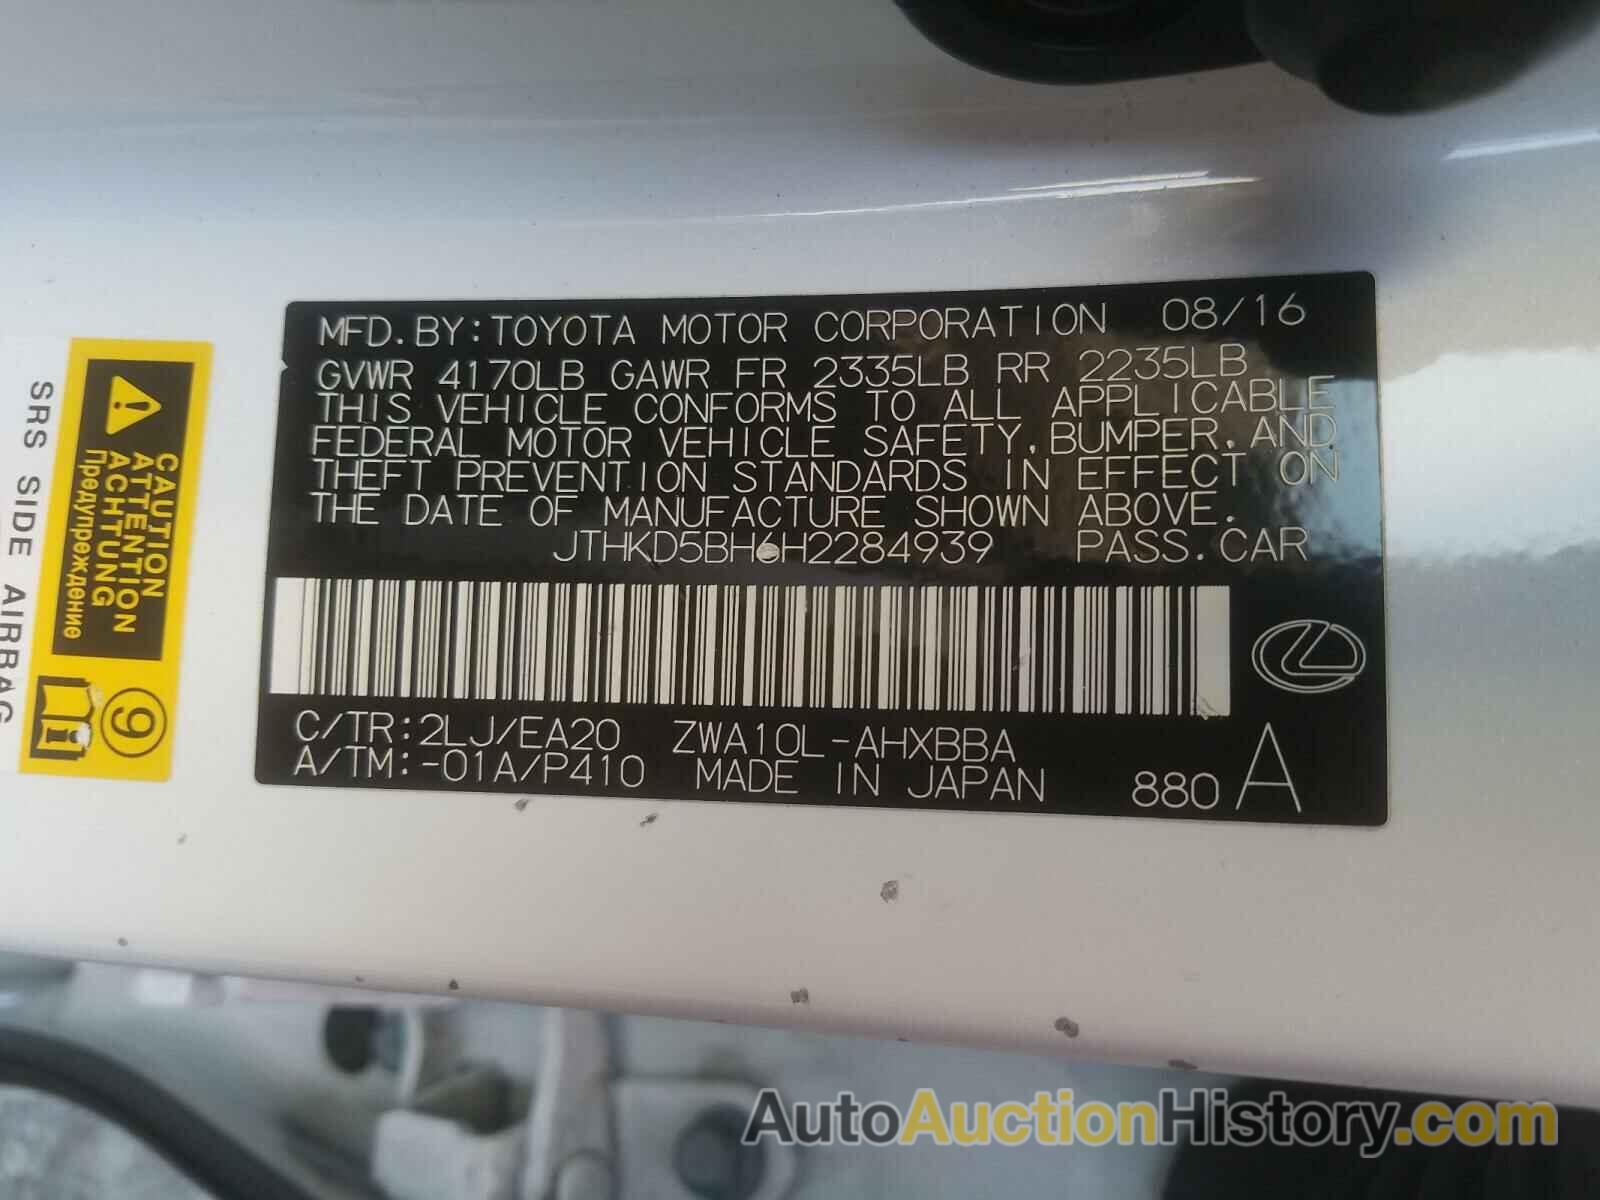 MFD.BY:TOYOTA MOTOR CORPORATION 08/16
GVWR 4170LB GAWR FR 2335LB RR 2235LB
THIS VEHICLE CONFORMS TO ALL APPLICABLE
FEDERAL MOTOR VEHICLE SAFETY,BUMPER,AND
THEFT PREVENTION STANDARDS IN EFFECT ON
THE DATE OF MANUFACTURE SHOWN ABOVE.
JTHKD5BH6H2284939 PASS.CAR
C/TR:2LJ/EA20 ZWA10L-AHXBBA
A/TM:-01A/P410 MADE IN JAPAN 880 A
CAUTION
ATTENTION
ACHTUNG
Предупреждение
9
SRS SIDE AIRBAG
AutoAuctionHistory.com